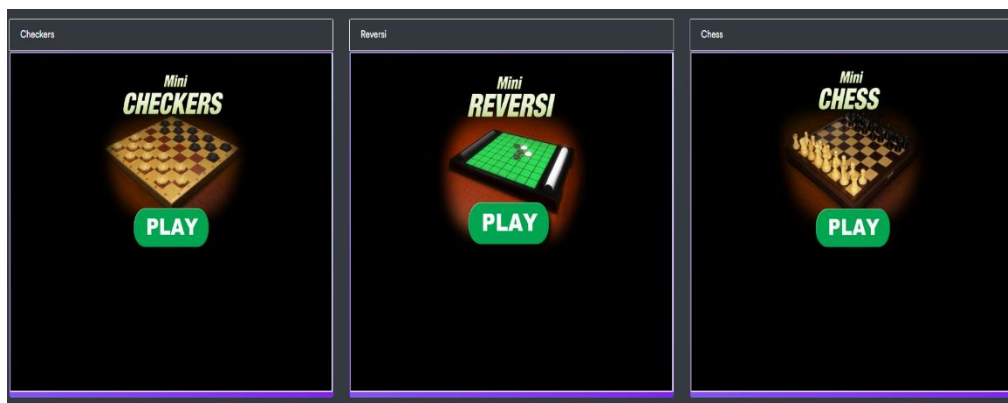 Checkers
Mini
CHECKERS
PLAY
Reversi
Mini
REVERSI
PLAY
Chess
Mini
CHESS
PLAY